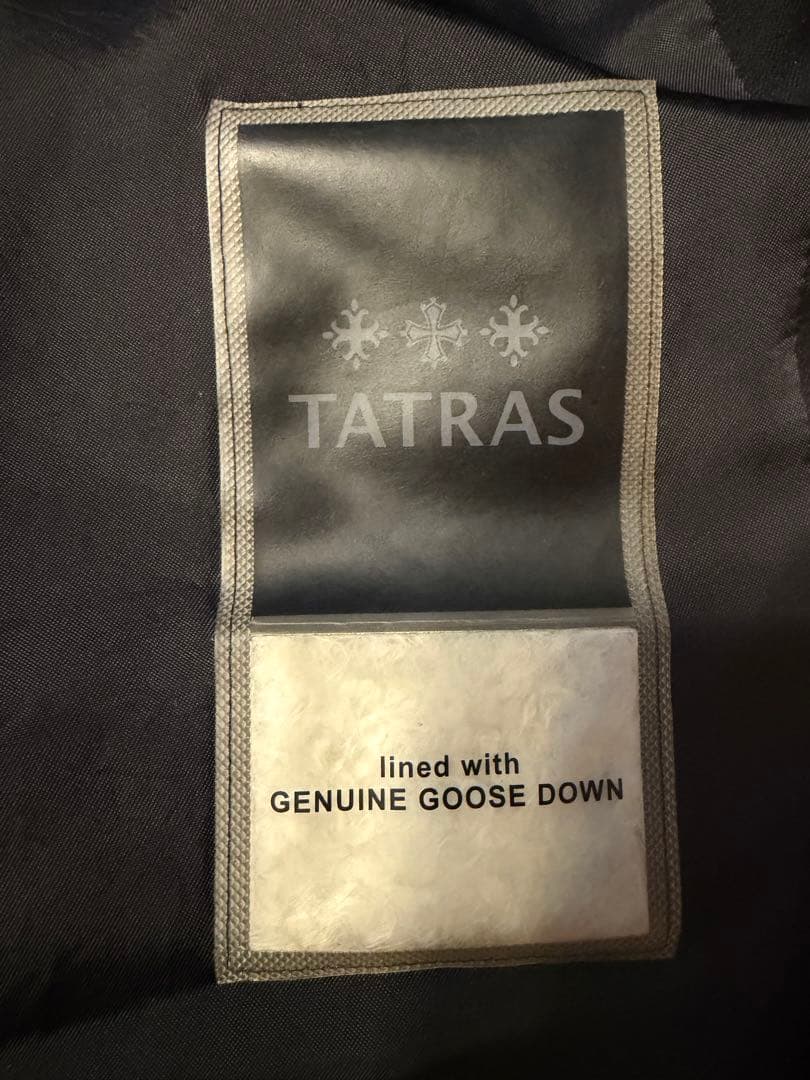 TATRAS
lined with
GENUINE GOOSE DOWN